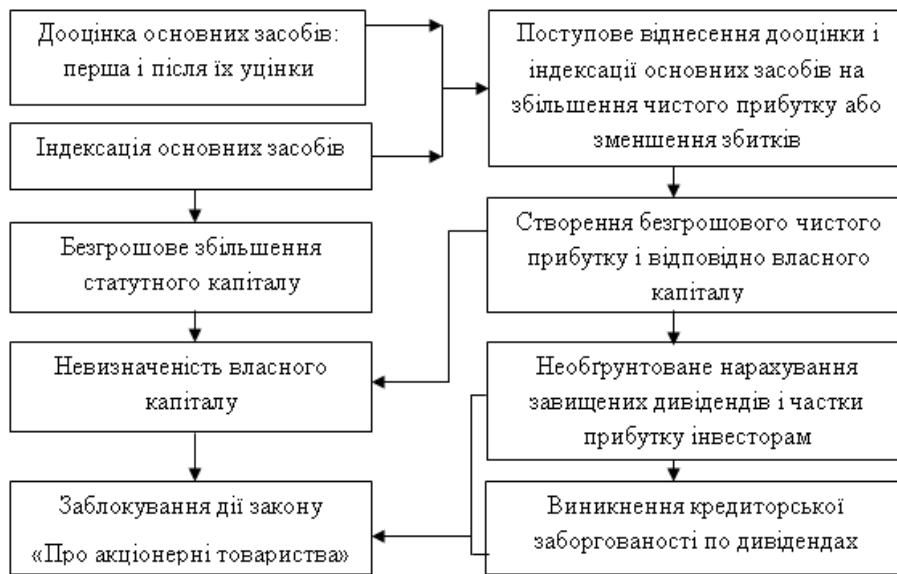 Дооцінка основних засобів:
перша і після їх уцінки
Індексація основних засобів
Безгрошове збільшення
статутного капіталу
Невизначеність власного
капіталу
Заблокування дії закону
«Про акціонерні товариства»
Поступове віднесення дооцінки і
індексації основних засобів на
збільшення чистого прибутку або
зменшення збитків
Створення безгрошового чистого
прибутку і відповідно власного
капіталу
Необґрунтоване нарахування
завищених дивідендів і частки
прибутку інвесторам
Виникнення кредиторської
заборгованості по дивідендах